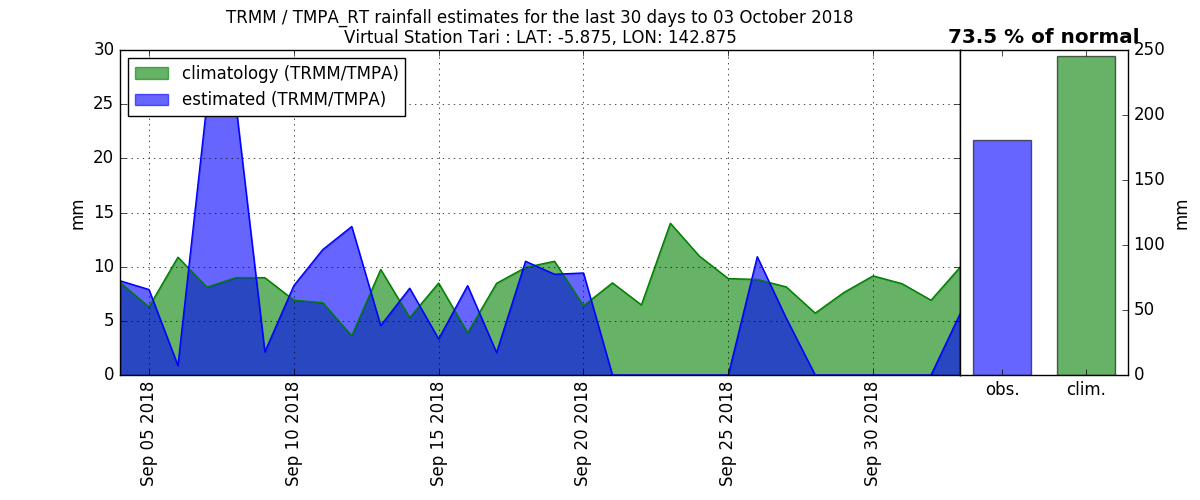 TRMM / TMPA_RT rainfall estimates for the last 30 days to 03 October 2018
Virtual Station Tari : LAT: -5.875, LON: 142.875
73.5 % of normal
climatology (TRMM/TMPA)
estimated (TRMM/TMPA)
mm
30
25
20
15
10
5
0
Sep 05 2018
Sep 10 2018
Sep 15 2018
Sep 20 2018
Sep 25 2018
Sep 30 2018
250
200
150
100
50
0
mm
obs.
clim.